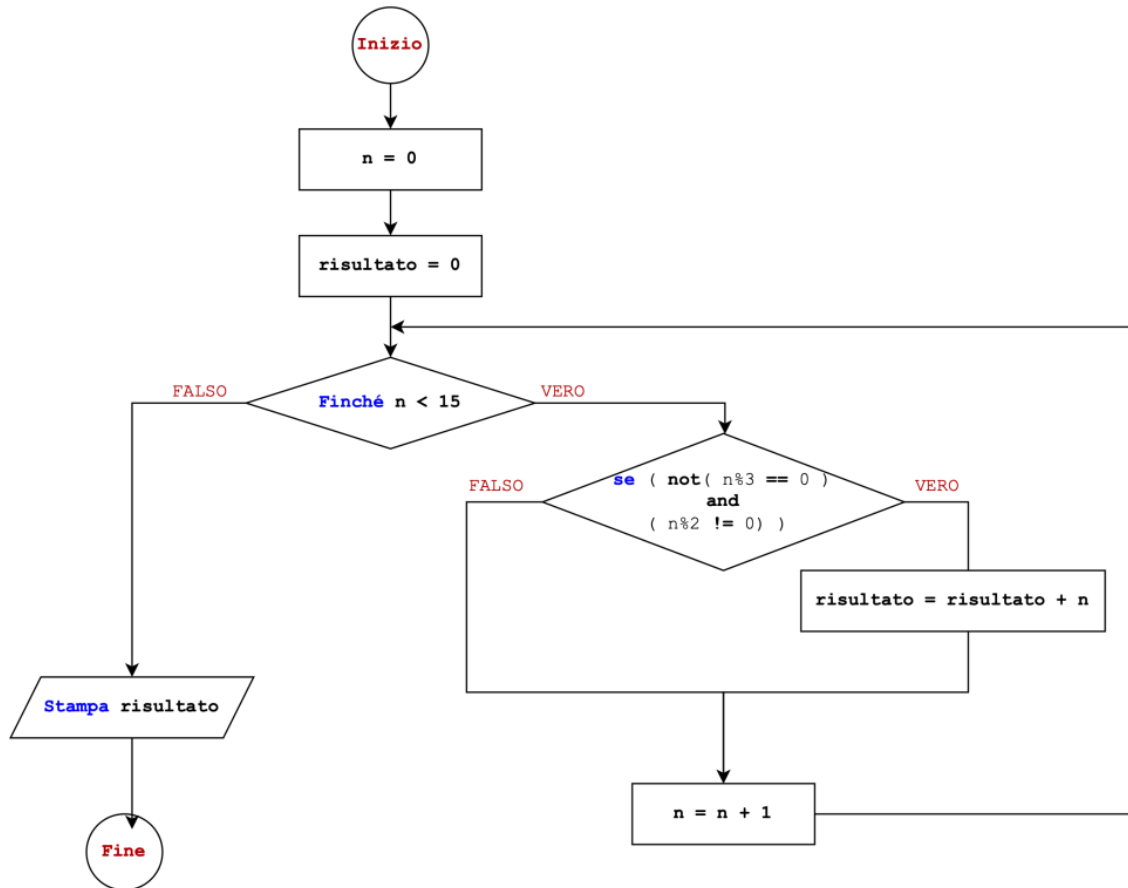 Inizio
n = 0
risultato = 0
FALSO
Finché n < 15
VERO
FALSO
se ( not( n%3 == 0 )
and
( n%2 != 0) )
VERO
risultato = risultato + n
Stampa risultato
n = n + 1
Fine